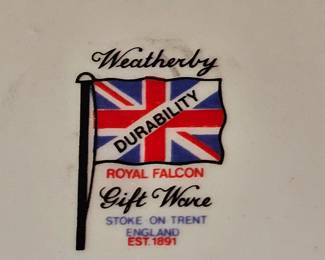 Weatherby
DURABILITY
ROYAL FALCON
Gift Ware
STOKE ON TRENT
ENGLAND
EST.1891